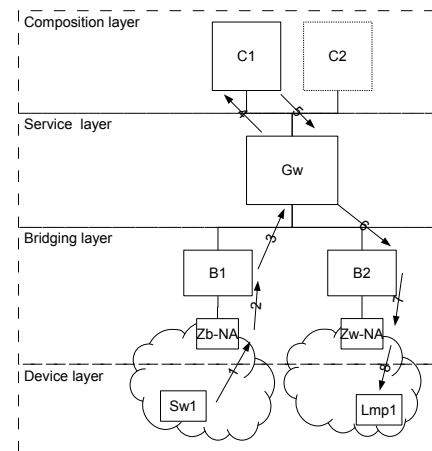 Composition layer
C1
C2
4
5
Service layer
Gw
3
6
Bridging layer
B1
B2
2
7
Zb-NA
Zw-NA
1
8
Device layer
Sw1
Lmp1